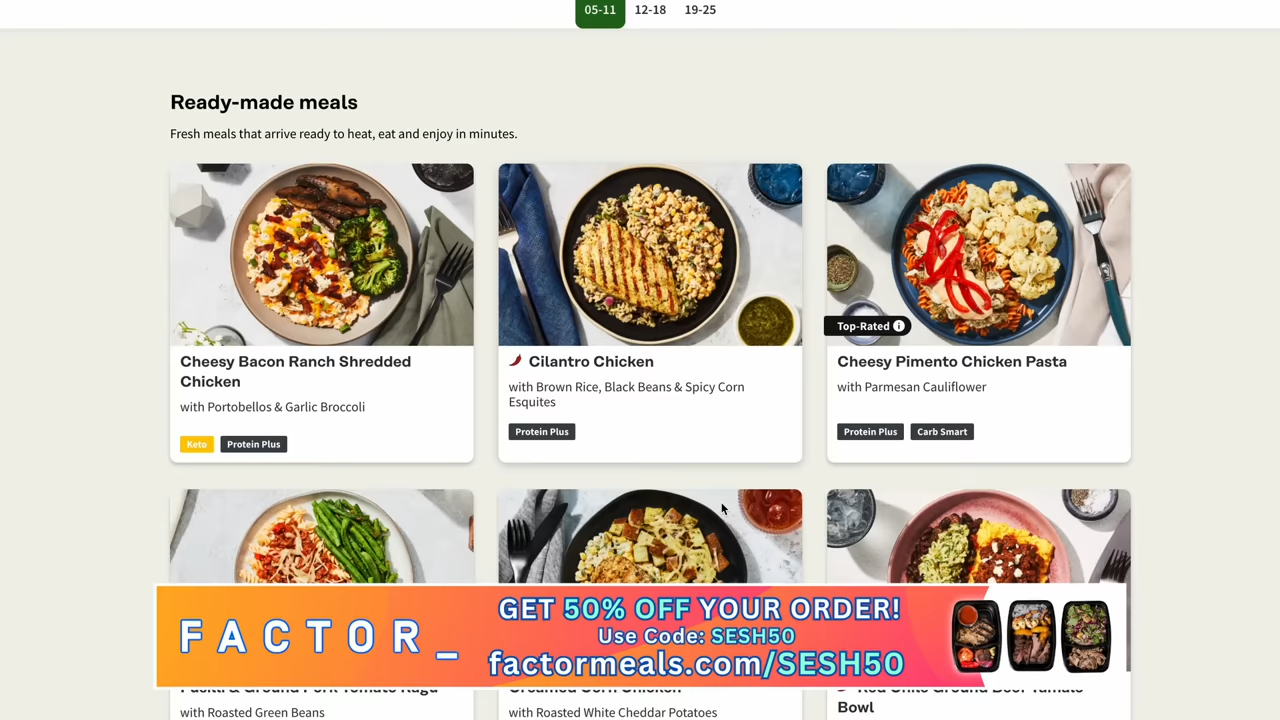 05-11 12-18 19-25
Ready-made meals
Fresh meals that arrive ready to heat, eat and enjoy in minutes.
Top-Rated
Cheesy Bacon Ranch Shredded
Chicken
with Portobellos & Garlic Broccoli
Keto Protein Plus
Cilantro Chicken
with Brown Rice, Black Beans & Spicy Corn
Esquites
Protein Plus
Cheesy Pimento Chicken Pasta
with Parmesan Cauliflower
Protein Plus Carb Smart
FACTOR_
GET 50% OFF YOUR ORDER!
Use Code: SESH50
factormeals.com/SESH50
with Roasted Green Beans
with Roasted White Cheddar Potatoes
Bowl